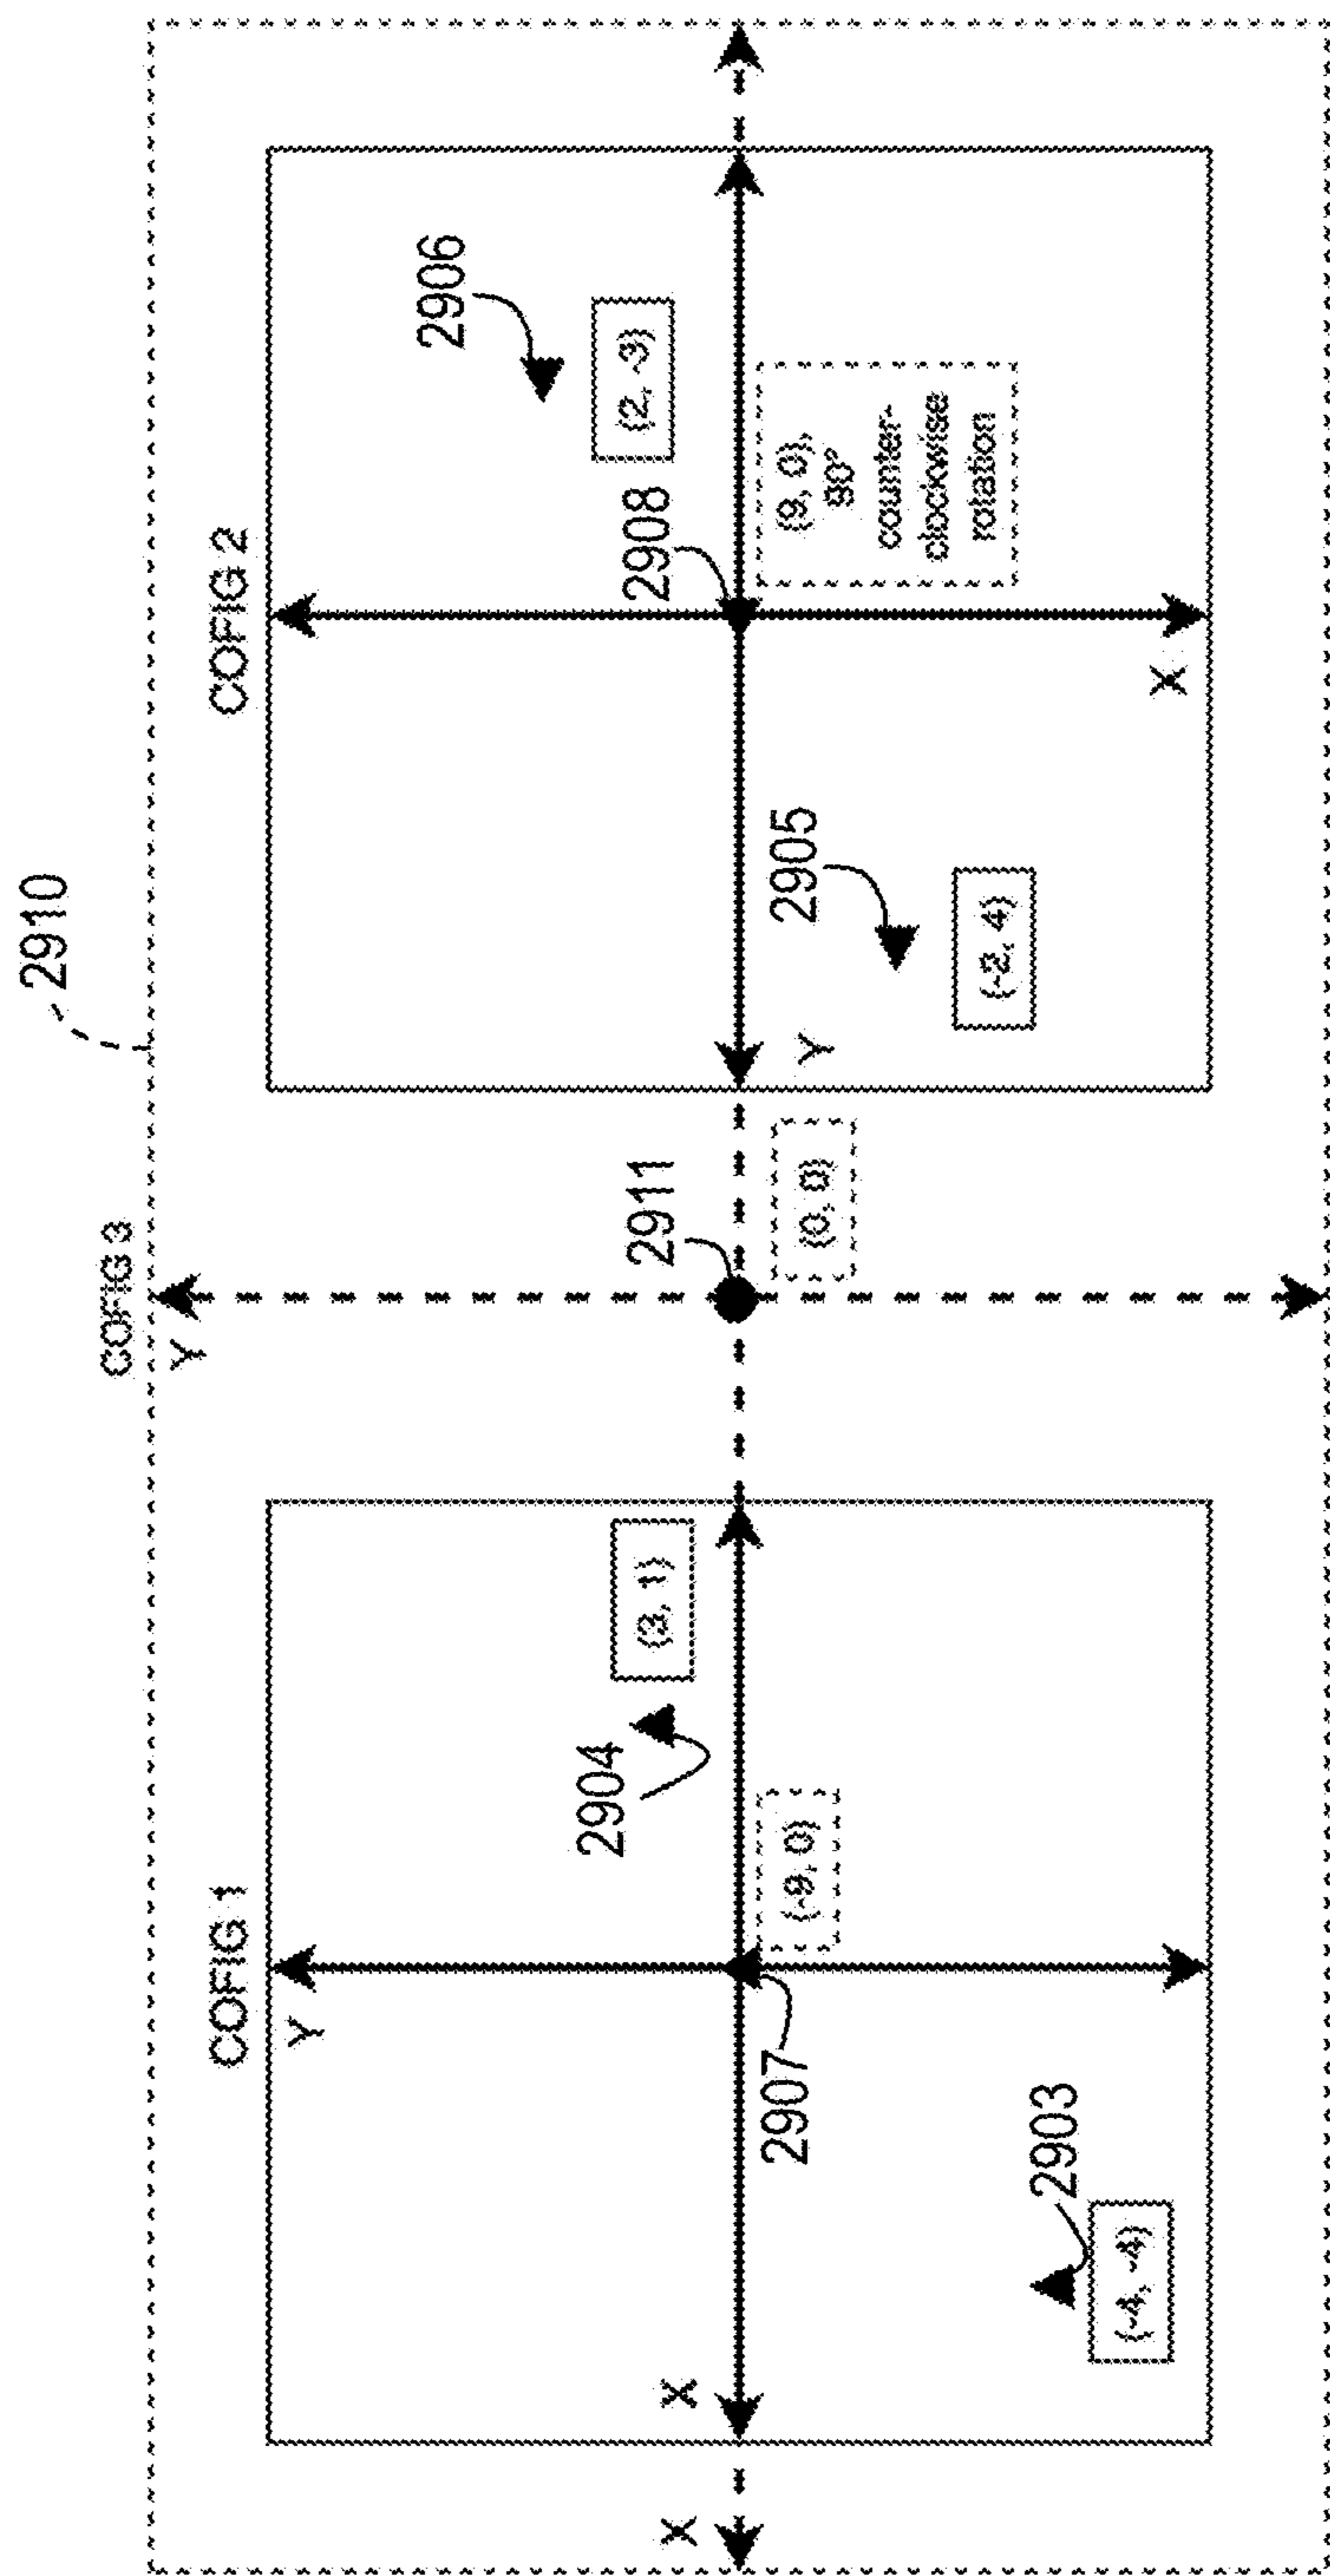 2910
COFIG 3
Y
COFIG 1
Y
COFIG 2
2904
(3, 1)
2911
2908
2906
(2, -3)
X
X
2907
(-9, 0)
(0, 0)
Y
2905
(9, 0),
90°
counter-
clockwise
rotation
2903
(-4, -4)
(-2, 4)
X